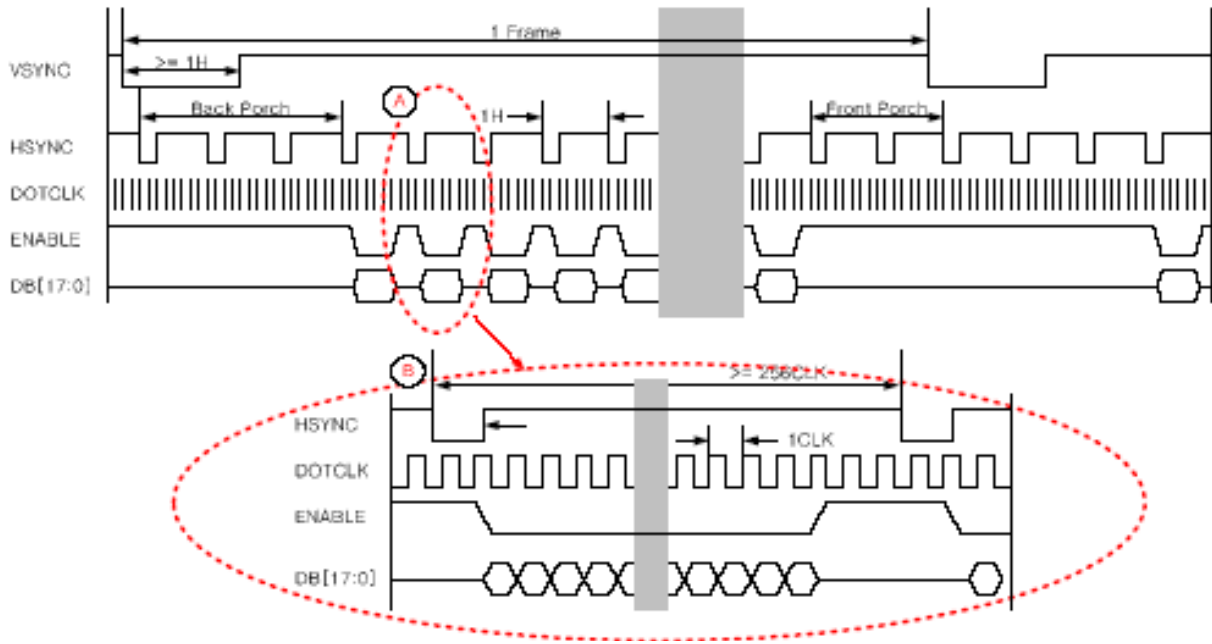 1 Frame
>= 1H
VSYNC
Back Porch
A
1H
Front Porch
HSYNC
DOTCLK
ENABLE
DB[17:0]
B
>= 256CLK
HSYNC
1CLK
DOTCLK
ENABLE
DB[17:0]